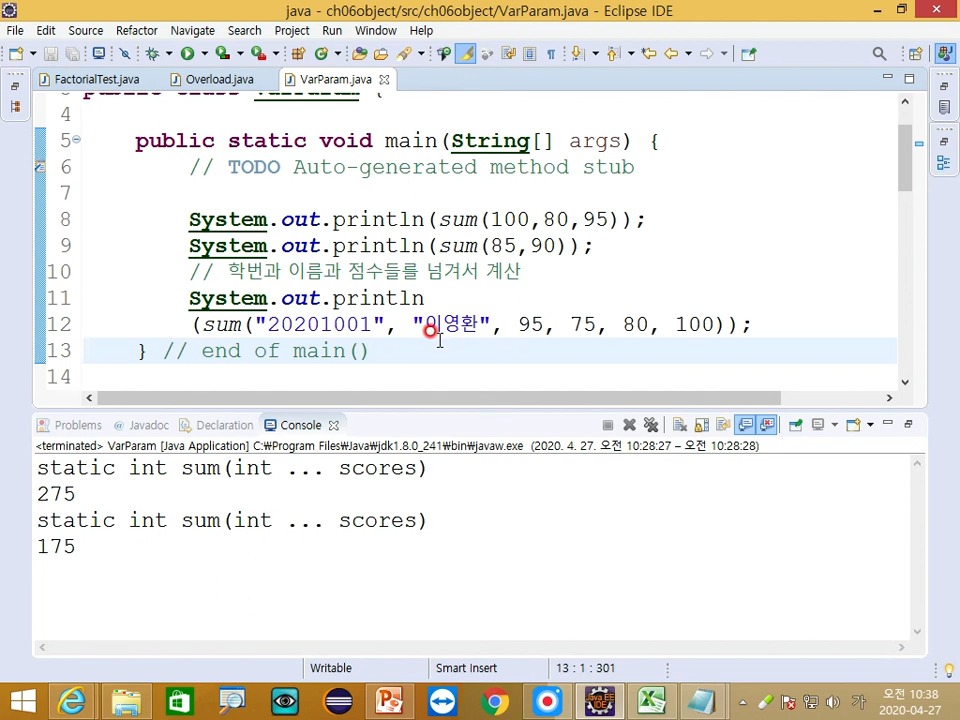 java - ch06object/src/ch06object/VarParam.java - Eclipse IDE
File Edit Source Refactor Navigate Search Project Run Window Help
FactorialTest.java Overload.java VarParam.java
4
5 public static void main(String[] args) {
6 // TODO Auto-generated method stub
7
8 System.out.println(sum(100,80,95));
9 System.out.println(sum(85,90));
10 // 학번과 이름과 점수들을 넘겨서 계산
11 System.out.println
12 (sum("20201001", "이영환", 95, 75, 80, 100));
13 } // end of main()
14
Problems Javadoc Declaration Console
<terminated> VarParam [Java Application] C:₩Program Files₩Java₩jdk1.8.0_241₩bin₩javaw.exe (2020. 4. 27. 오전 10:28:27 – 오전 10:28:28)
static int sum(int ... scores)
275
static int sum(int ... scores)
175
Writable Smart Insert 13 : 1 : 301
가 오전 10:38
2020-04-27